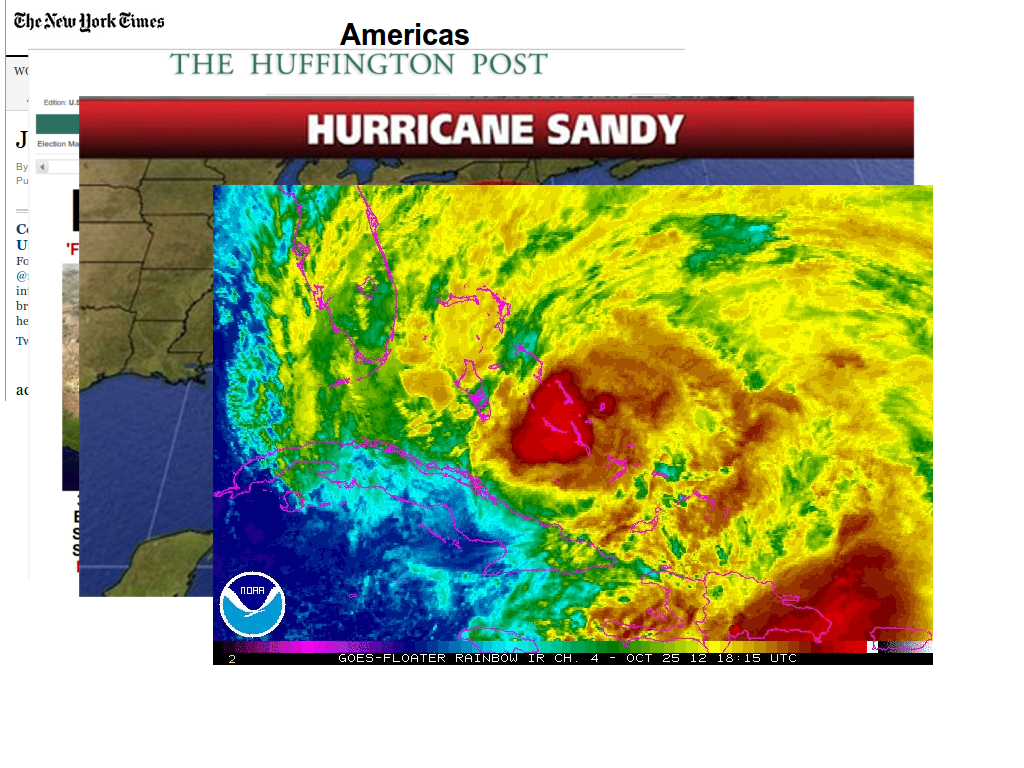 The New York Times
Americas
THE HUFFINGTON POST
Edition: U.S
HURRICANE SANDY
J
Election Ma
By
Pu
Co
U
'F
Fo
@
in
br
he
Tw
ac
NOAA
2 GOES-FLOATER RAINBOW IR CH. 4 - OCT 25 12 18:15 UTC